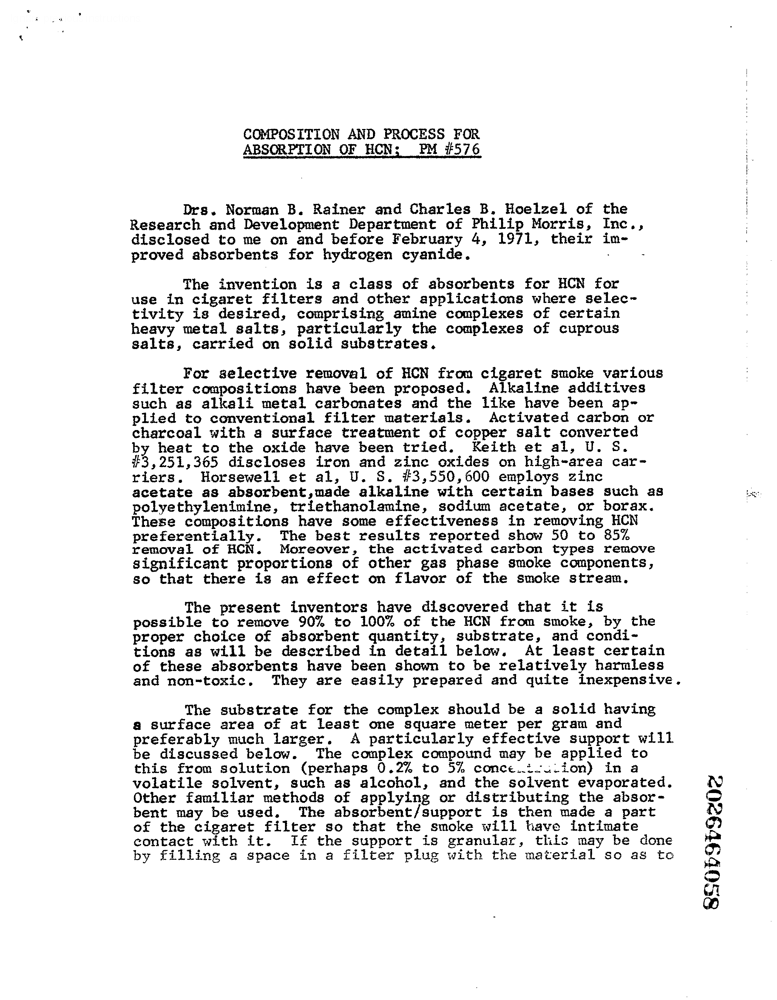 COMPOSITION AND PROCESS FOR
ABSORPTION OF HCN; PM #576
Drs. Norman B. Rainer and Charles B. Hoelzel of the
Research and Development Department of Philip Morris, Inc.,
disclosed to me on and before February 4, 1971, their im-
proved absorbents for hydrogen cyanide.
The invention is a class of absorbents for HCN for
use in cigaret filters and other applications where selec-
tivity is desired, comprising amine complexes of certain
heavy metal salts, particularly the complexes of cuprous
salts, carried on solid substrates.
For selective removal of HCN from cigaret smoke various
filter compositions have been proposed. Alkaline additives
such as alkali metal carbonates and the like have been ap-
plied to conventional filter materials. Activated carbon or
charcoal with a surface treatment of copper salt converted
by heat to the oxide have been tried. Keith et al, U. S.
#3,251,365 discloses iron and zinc oxides on high-area car-
riers. Horsewell et al, U. S. #3,550,600 employs zinc
acetate as absorbent,made alkaline with certain bases such as
polyethylenimine, triethanolamine, sodium acetate, or borax.
These compositions have some effectiveness in removing HCN
preferentially. The best results reported show 50 to 85%
removal of HCN. Moreover, the activated carbon types remove
significant proportions of other gas phase smoke components,
so that there is an effect on flavor of the smoke stream.
The present inventors have discovered that it is
possible to remove 90% to 100% of the HCN from smoke, by the
proper choice of absorbent quantity, substrate, and condi-
tions as will be described in detail below. At least certain
of these absorbents have been shown to be relatively harmless
and non-toxic. They are easily prepared and quite inexpensive.
The substrate for the complex should be a solid having
a surface area of at least one square meter per gram and
preferably much larger. A particularly effective support will
be discussed below. The complex compound may be applied to
this from solution (perhaps 0.2% to 5% in a
volatile solvent, such as alcohol, and the solvent evaporated.
Other familiar methods of applying or distributing the absor-
bent may be used. The absorbent/support is then made a part
of the cigaret filter so that the smoke will have intimate
contact with it. If the support is granular, this may be done
by filling a space in a filter plug with the material so as to
2026464058